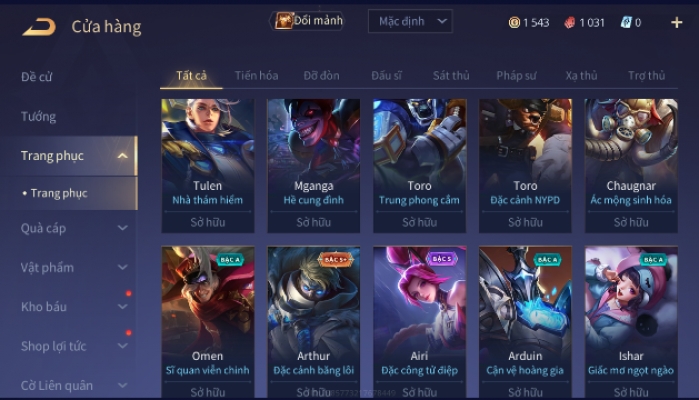 Cửa hàng
Đổi mảnh
Mặc định
1 543
1 031
0
+
Đề cử
Tướng
Trang phục
• Trang phục
Quà cáp
Vật phẩm
Kho báu
Shop lợi tức
Cờ Liên quân
Tất cả
Tiến hóa
Đỡ đòn
Đấu sĩ
Sát thủ
Pháp sư
Xạ thủ
Trợ thủ
Tulen
Nhà thám hiểm
Sở hữu
Mganga
Hề cung đình
Sở hữu
Toro
Trung phong cắm
Sở hữu
Toro
Đặc cảnh NYPD
Sở hữu
Chaugnar
Ác mộng sinh hóa
Sở hữu
BẬC A
Omen
Sĩ quan viễn chinh
Sở hữu
BẬC S+
Arthur
Đặc cảnh băng lôi
Sở hữu
BẬC S
Airi
Đặc công tử điệp
Sở hữu
BẬC A
Arduin
Cận vệ hoàng gia
Sở hữu
BẬC A
Ishar
Giấc mơ ngọt ngào
Sở hữu